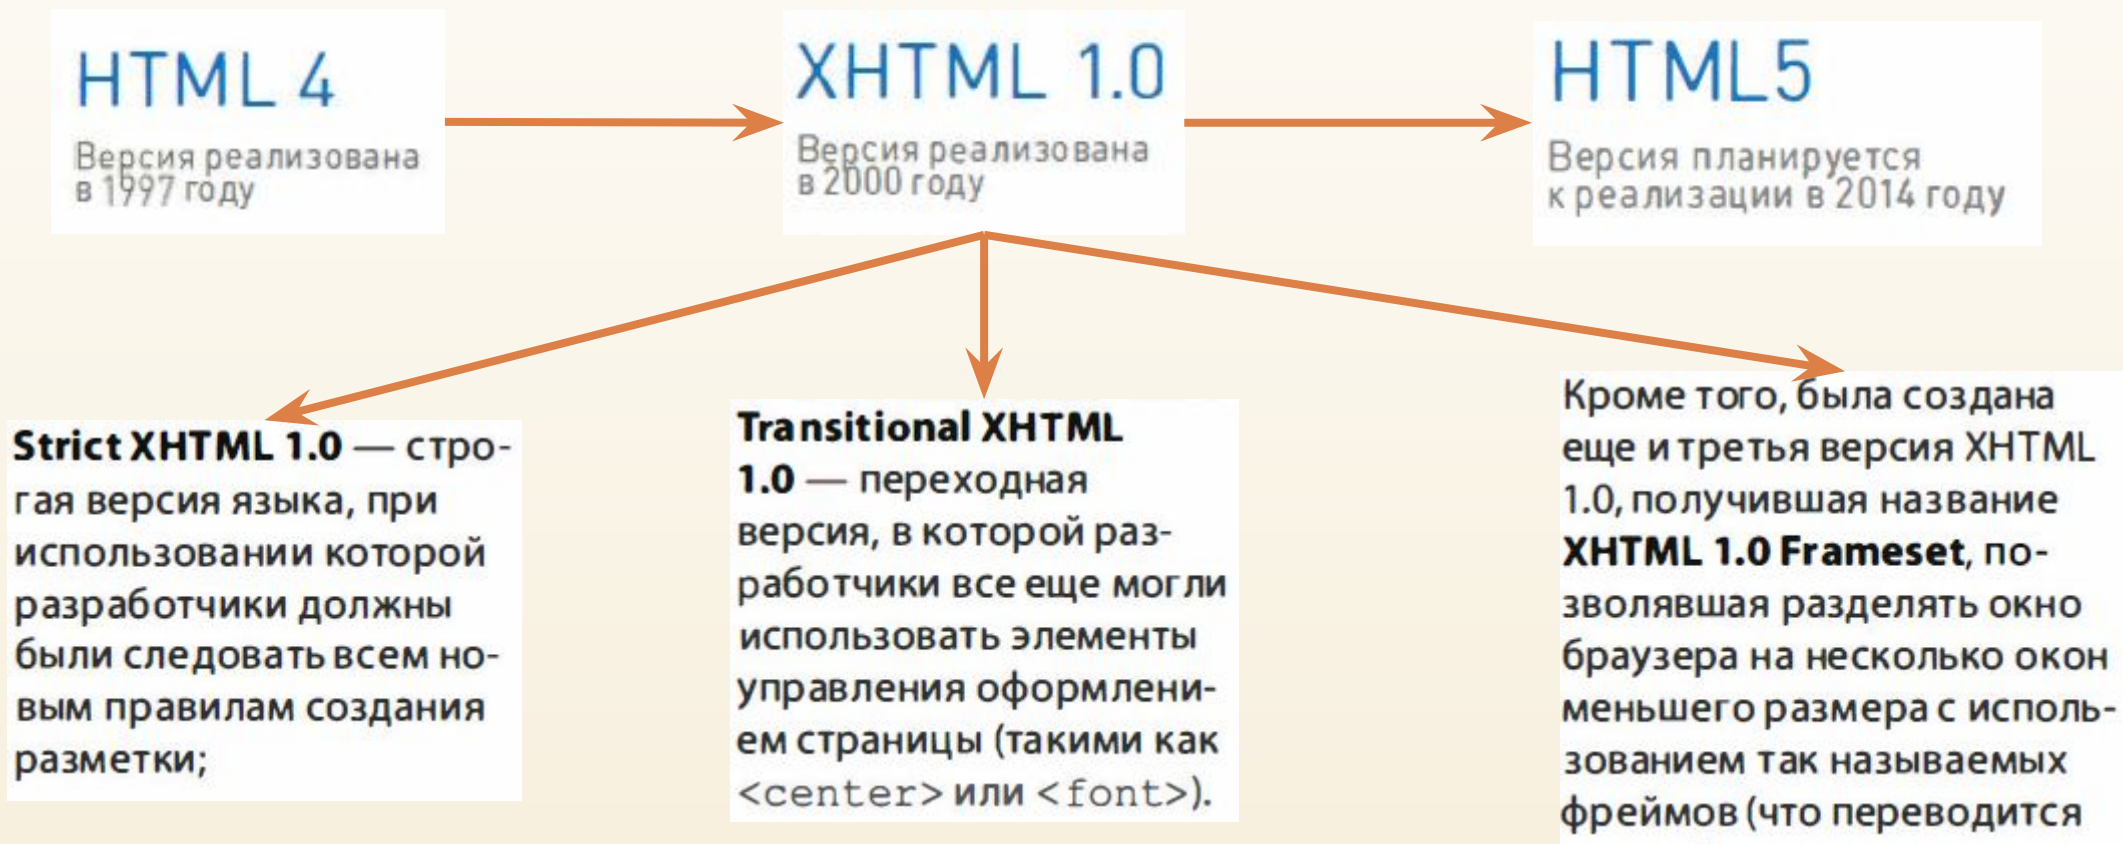 HTML 4
Версия реализована
в 1997 году
XHTML 1.0
Версия реализована
в 2000 году
HTML5
Версия планируется
к реализации в 2014 году
Strict XHTML 1.0 — стро-
гая версия языка, при
использовании которой
разработчики должны
были следовать всем но-
вым правилам создания
разметки;
Transitional XHTML
1.0 — переходная
версия, в которой раз-
работчики все еще могли
использовать элементы
управления оформлени-
ем страницы (такими как
<center> или <font>).
Кроме того, была создана
еще и третья версия XHTML
1.0, получившая название
XHTML 1.0 Frameset, по-
зволявшая разделять окно
браузера на несколько окон
меньшего размера с исполь-
зованием так называемых
фреймов (что переводится